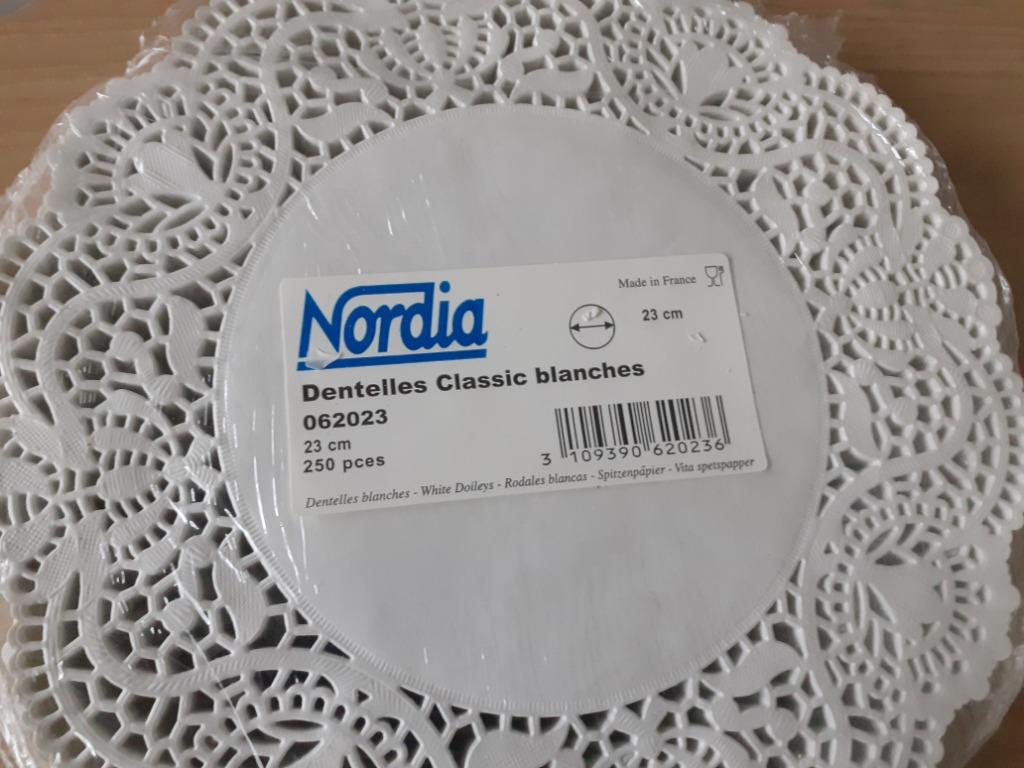 Nordia
Made in France
23 cm
Dentelles Classic blanches
062023
23 cm
250 pces
3 109390 620236
Dentelles blanches - White Doileys - Rodales blancas - Spitzenpápier - Vita spetspapper